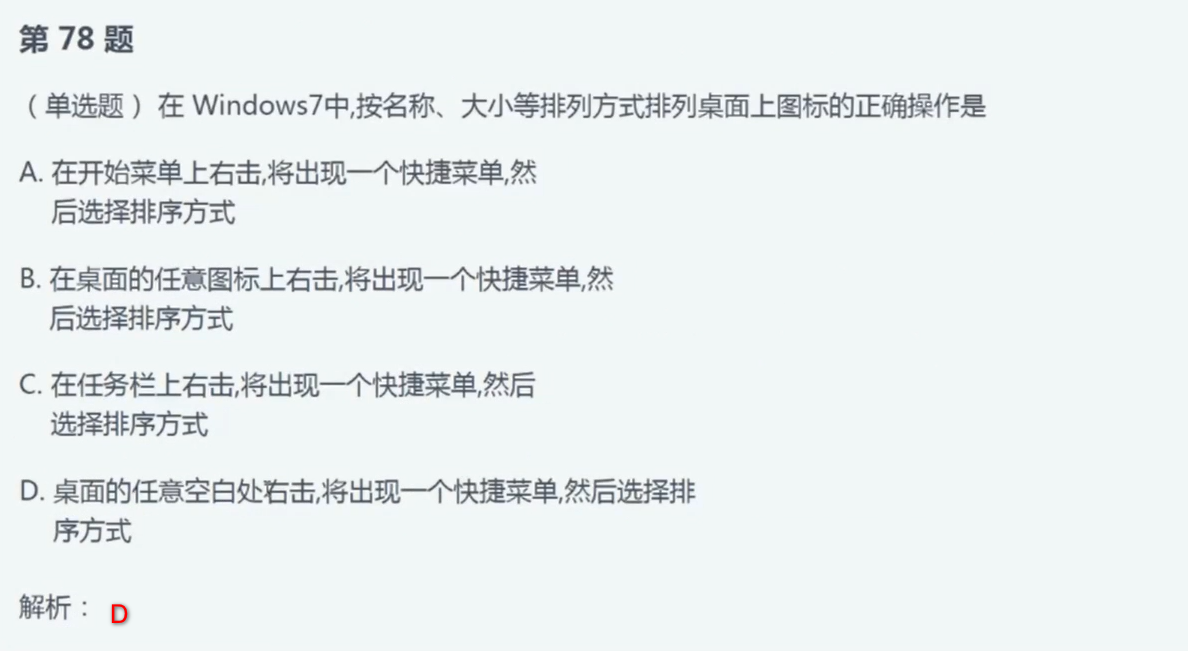 第 78 题
（ 单选题 ） 在 Windows7中,按名称、大小等排列方式排列桌面上图标的正确操作是
A. 在开始菜单上右击,将出现一个快捷菜单,然
后选择排序方式
B. 在桌面的任意图标上右击,将出现一个快捷菜单,然
后选择排序方式
C. 在任务栏上右击,将出现一个快捷菜单,然后
选择排序方式
D. 桌面的任意空白处右击,将出现一个快捷菜单,然后选择排
序方式
解析： D